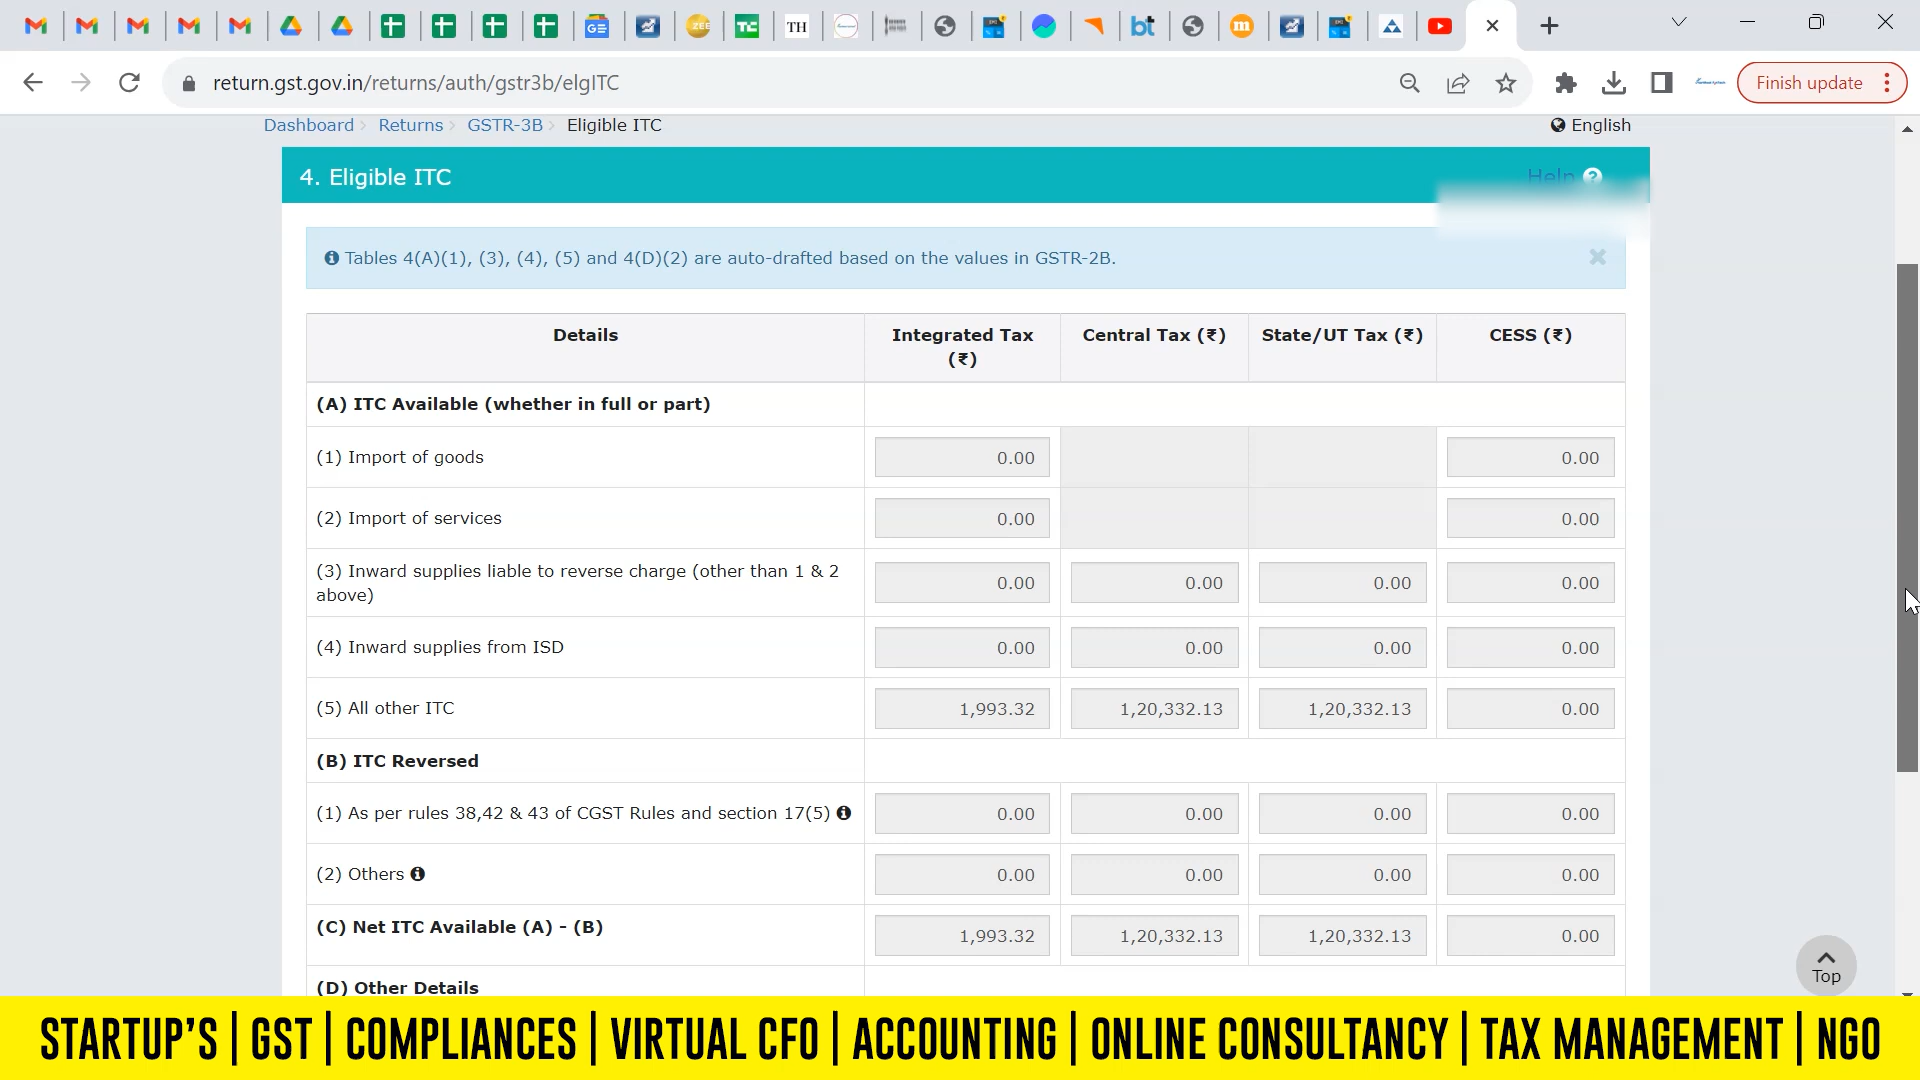 TC
TH
bt
m
return.gst.gov.in/returns/auth/gstr3b/elgITC
Finish update
Dashboard
Returns
GSTR-3B
Eligible ITC
English
4. Eligible ITC
Help
Tables 4(A)(1), (3), (4), (5) and 4(D)(2) are auto-drafted based on the values in GSTR-2B.
Details
Integrated Tax
(₹)
Central Tax (₹)
State/UT Tax (₹)
CESS (₹)
(A) ITC Available (whether in full or part)
(1) Import of goods
0.00
0.00
(2) Import of services
0.00
0.00
(3) Inward supplies liable to reverse charge (other than 1 & 2
above)
0.00
0.00
0.00
0.00
(4) Inward supplies from ISD
0.00
0.00
0.00
0.00
(5) All other ITC
1,993.32
1,20,332.13
1,20,332.13
0.00
(B) ITC Reversed
(1) As per rules 38,42 & 43 of CGST Rules and section 17(5)
0.00
0.00
0.00
0.00
(2) Others
0.00
0.00
0.00
0.00
(C) Net ITC Available (A) - (B)
1,993.32
1,20,332.13
1,20,332.13
0.00
(D) Other Details
Top
STARTUP'S | GST | COMPLIANCES | VIRTUAL CFO | ACCOUNTING | ONLINE CONSULTANCY | TAX MANAGEMENT | NGO